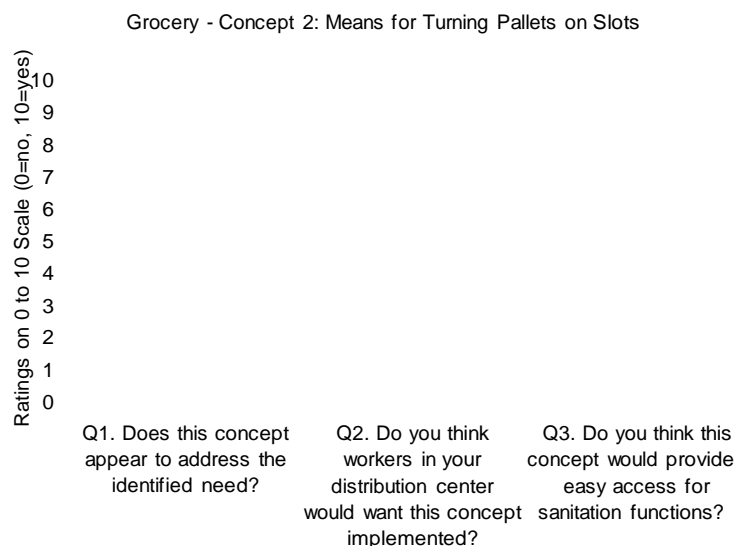 Grocery - Concept 2: Means for Turning Pallets on Slots
Ratings on 0 to 10 Scale (0=no, 10=yes)
10
9
8
7
6
5
4
3
2
1
0
Q1. Does this concept
appear to address the
identified need?
Q2. Do you think
workers in your
distribution center
would want this concept
implemented?
Q3. Do you think this
concept would provide
easy access for
sanitation functions?